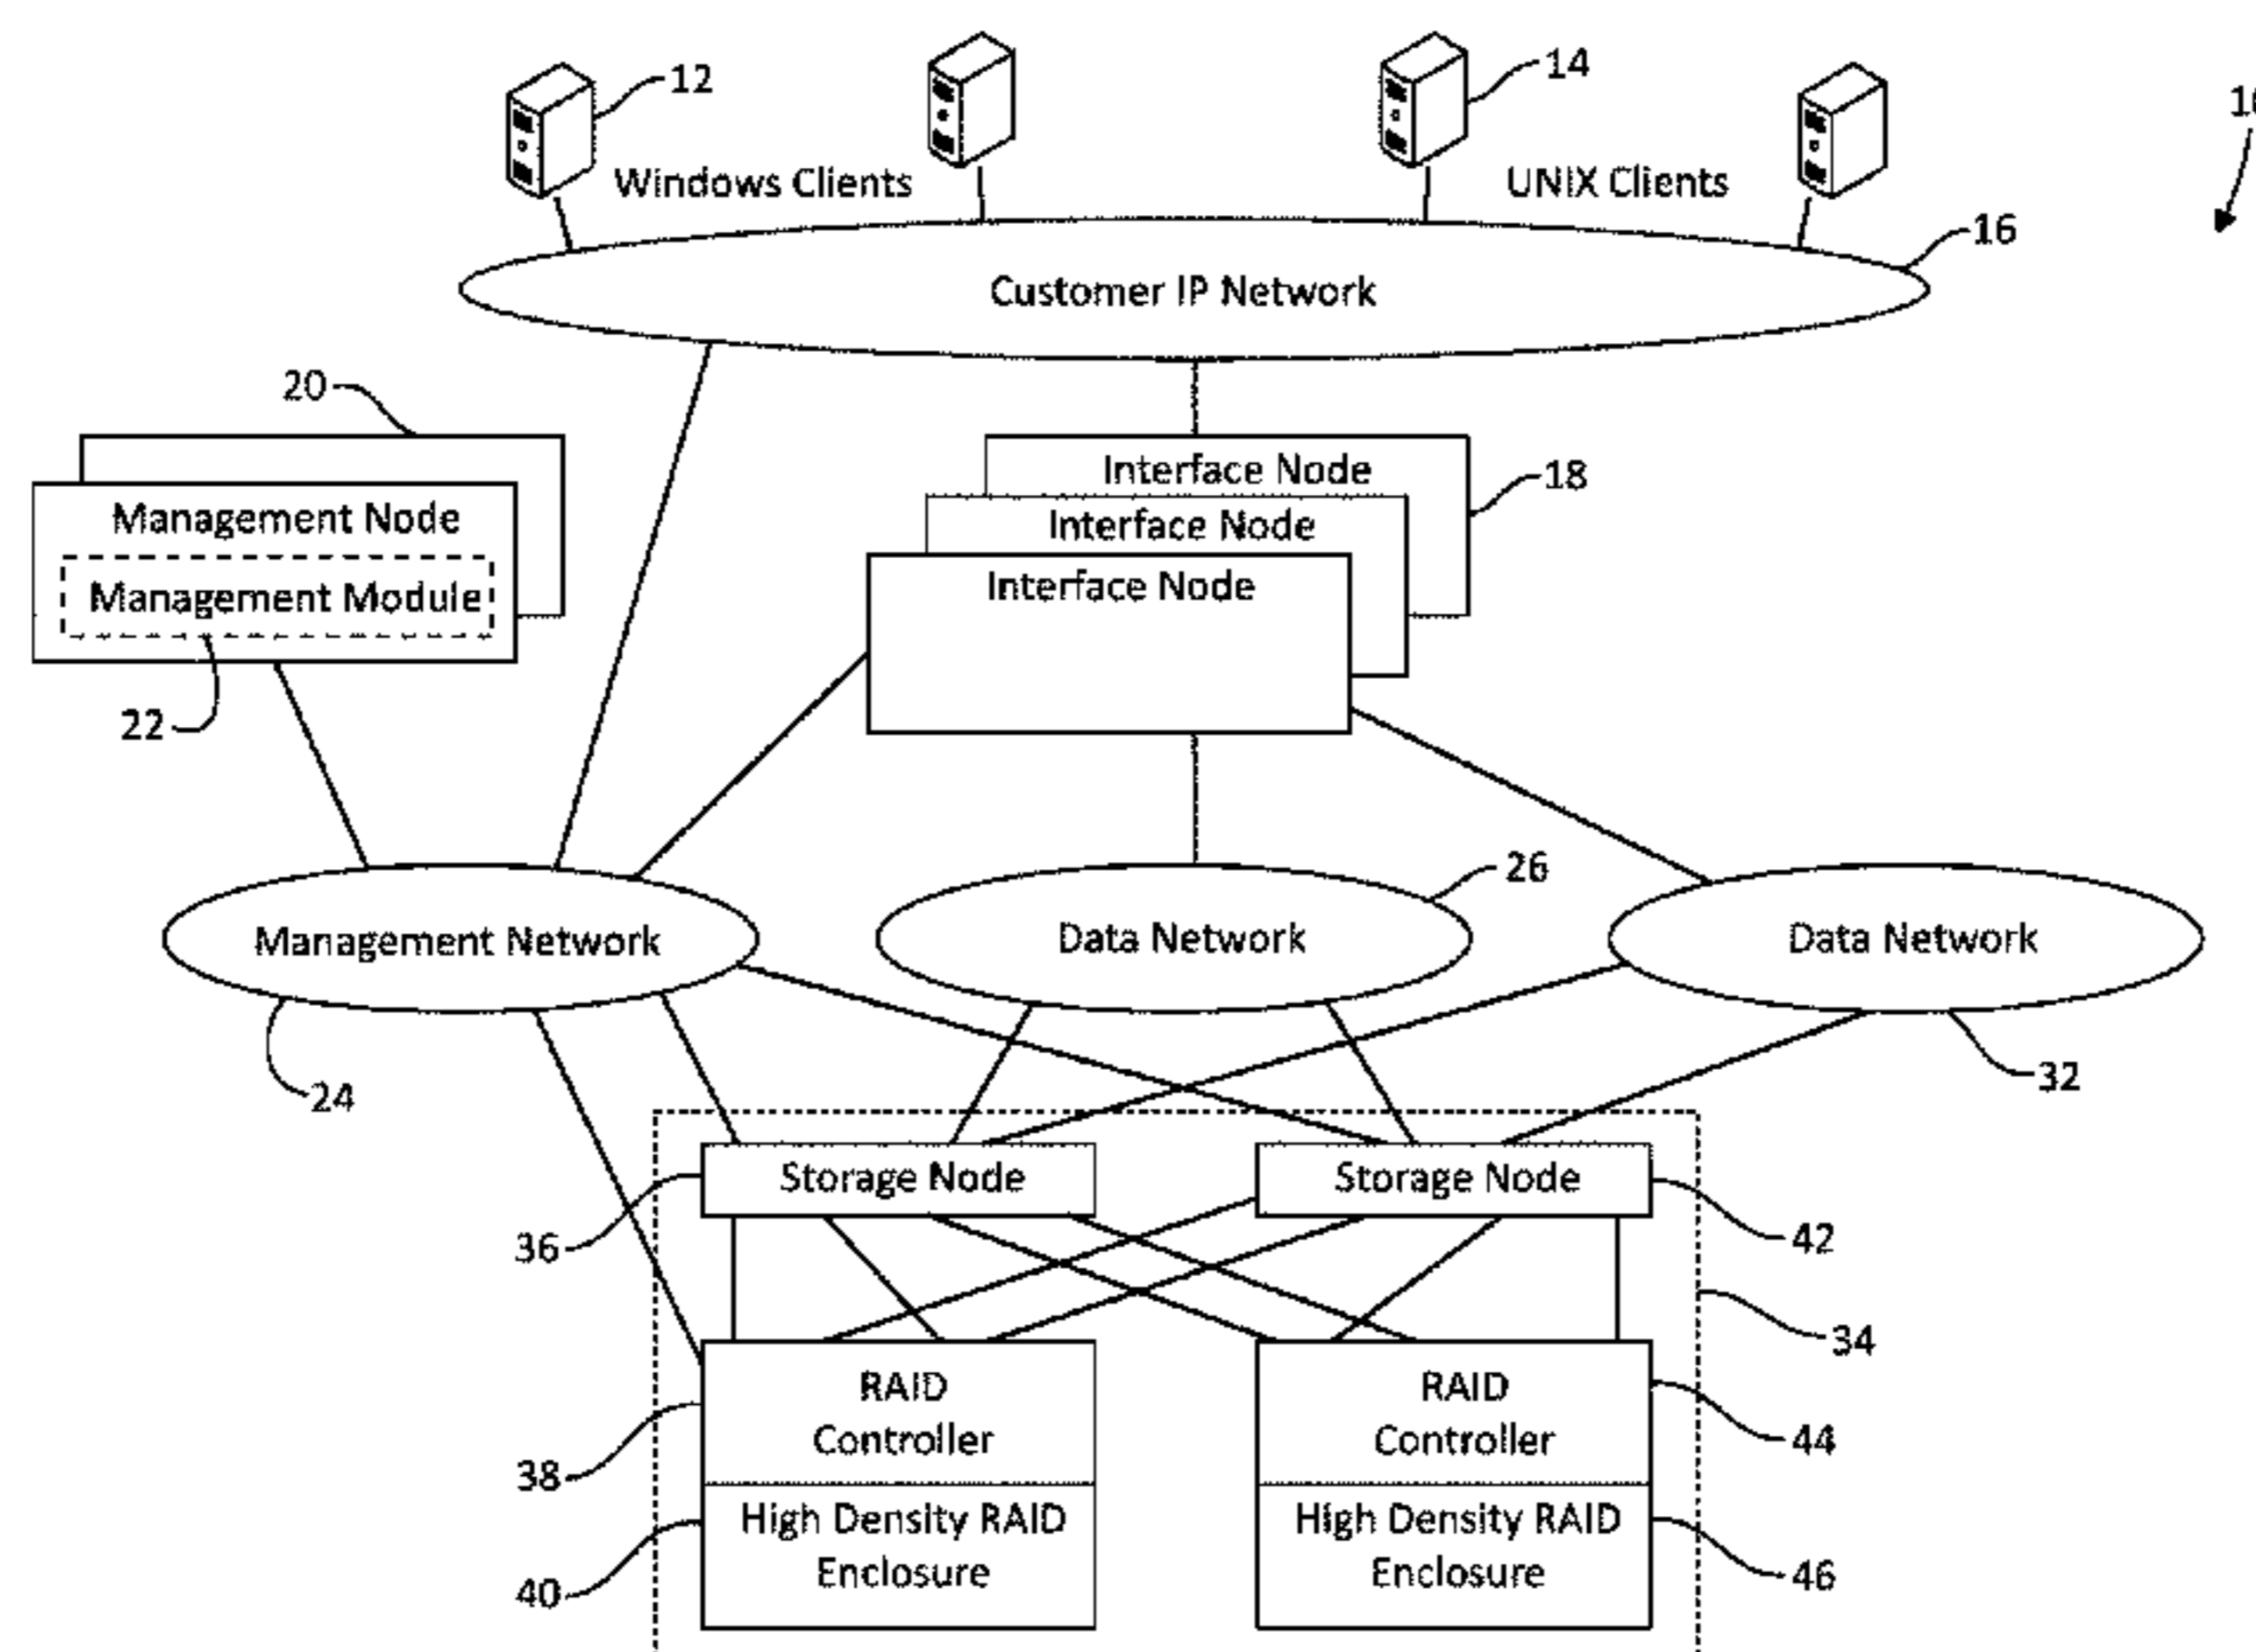 12
14
10
Windows Clients
UNIX Clients
16
Customer IP Network
20
Interface Node
18
Management Node
Interface Node
Management Module
Interface Node
22
26
Management Network
Data Network
Data Network
24
32
Storage Node
Storage Node
36
42
34
RAID
Controller
RAID
Controller
38
44
High Density RAID
Enclosure
High Density RAID
Enclosure
40
46